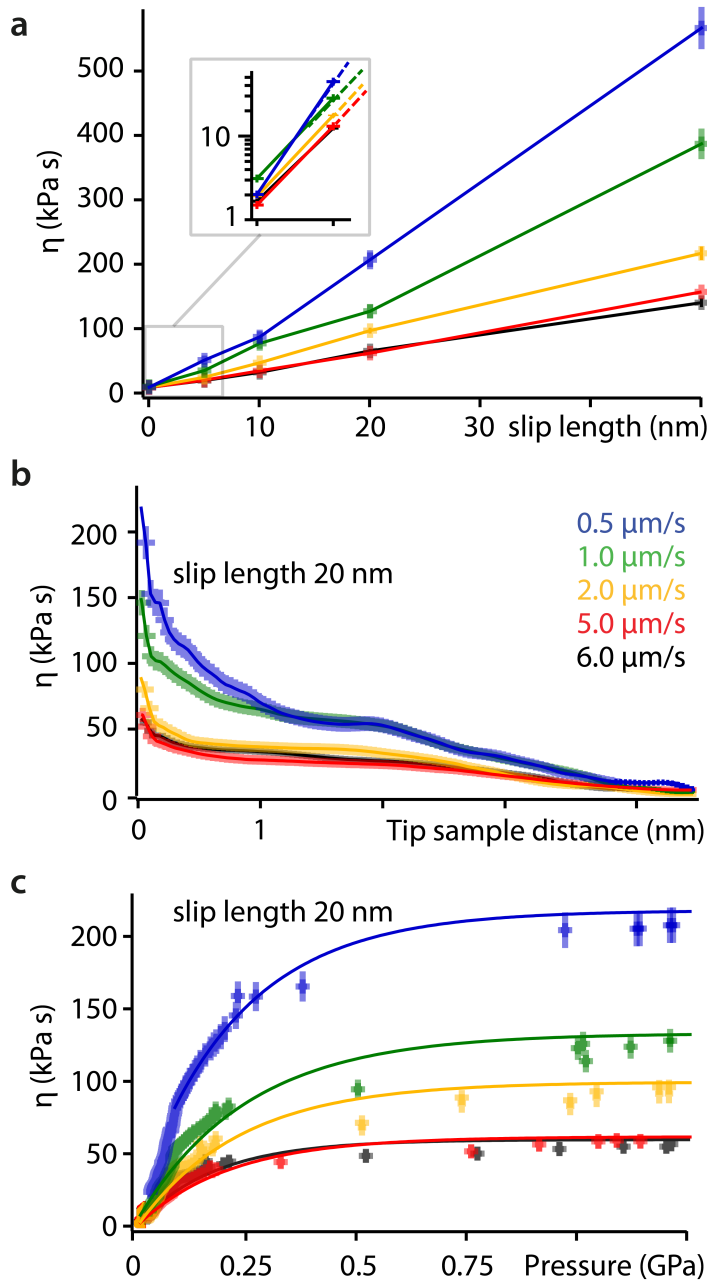 a
η (kPa s)
500
400
300
200
100
0
10
1
0
10
20
30
slip length (nm)
b
η (kPa s)
200
150
100
50
0
slip length 20 nm
0.5 µm/s
1.0 µm/s
2.0 µm/s
5.0 µm/s
6.0 µm/s
0
1
Tip sample distance (nm)
c
η (kPa s)
200
150
100
50
0
slip length 20 nm
0
0.25
0.5
0.75
Pressure (GPa)